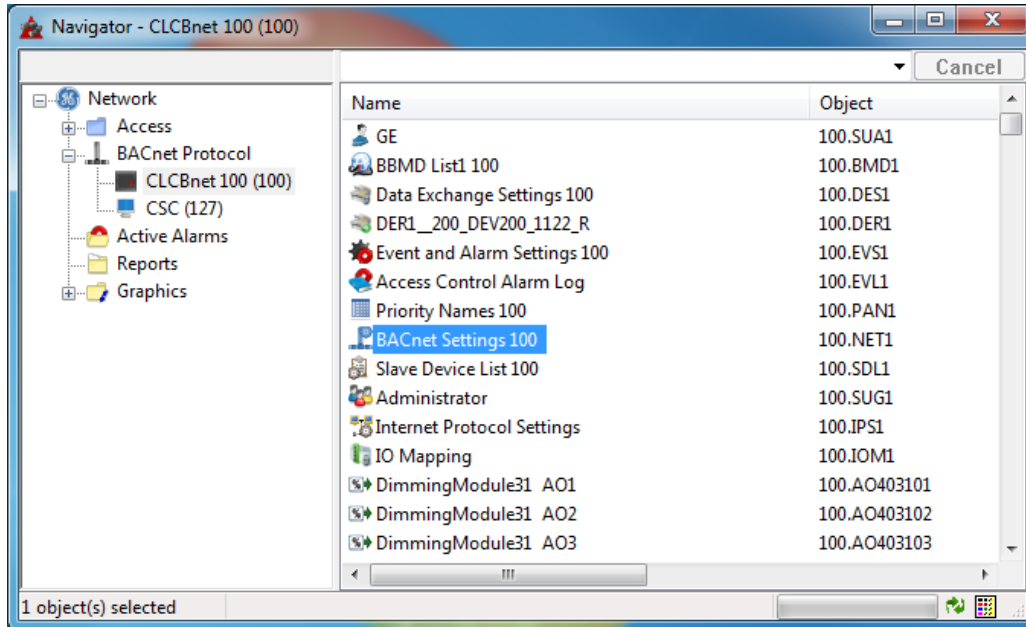 Navigator - CLCBnet 100 (100)
Cancel
Network
Access
BACnet Protocol
CLCBnet 100 (100)
CSC (127)
Active Alarms
Reports
Graphics
Name Object
GE 100.SUA1
BBMD List1 100 100.BMD1
Data Exchange Settings 100 100.DES1
DER1__200_DEV200_1122_R 100.DER1
Event and Alarm Settings 100 100.EVS1
Access Control Alarm Log 100.EVL1
Priority Names 100 100.PAN1
BACnet Settings 100 100.NET1
Slave Device List 100 100.SDL1
Administrator 100.SUG1
Internet Protocol Settings 100.IPS1
IO Mapping 100.IOM1
DimmingModule31 AO1 100.AO403101
DimmingModule31 AO2 100.AO403102
DimmingModule31 AO3 100.AO403103
1 object(s) selected